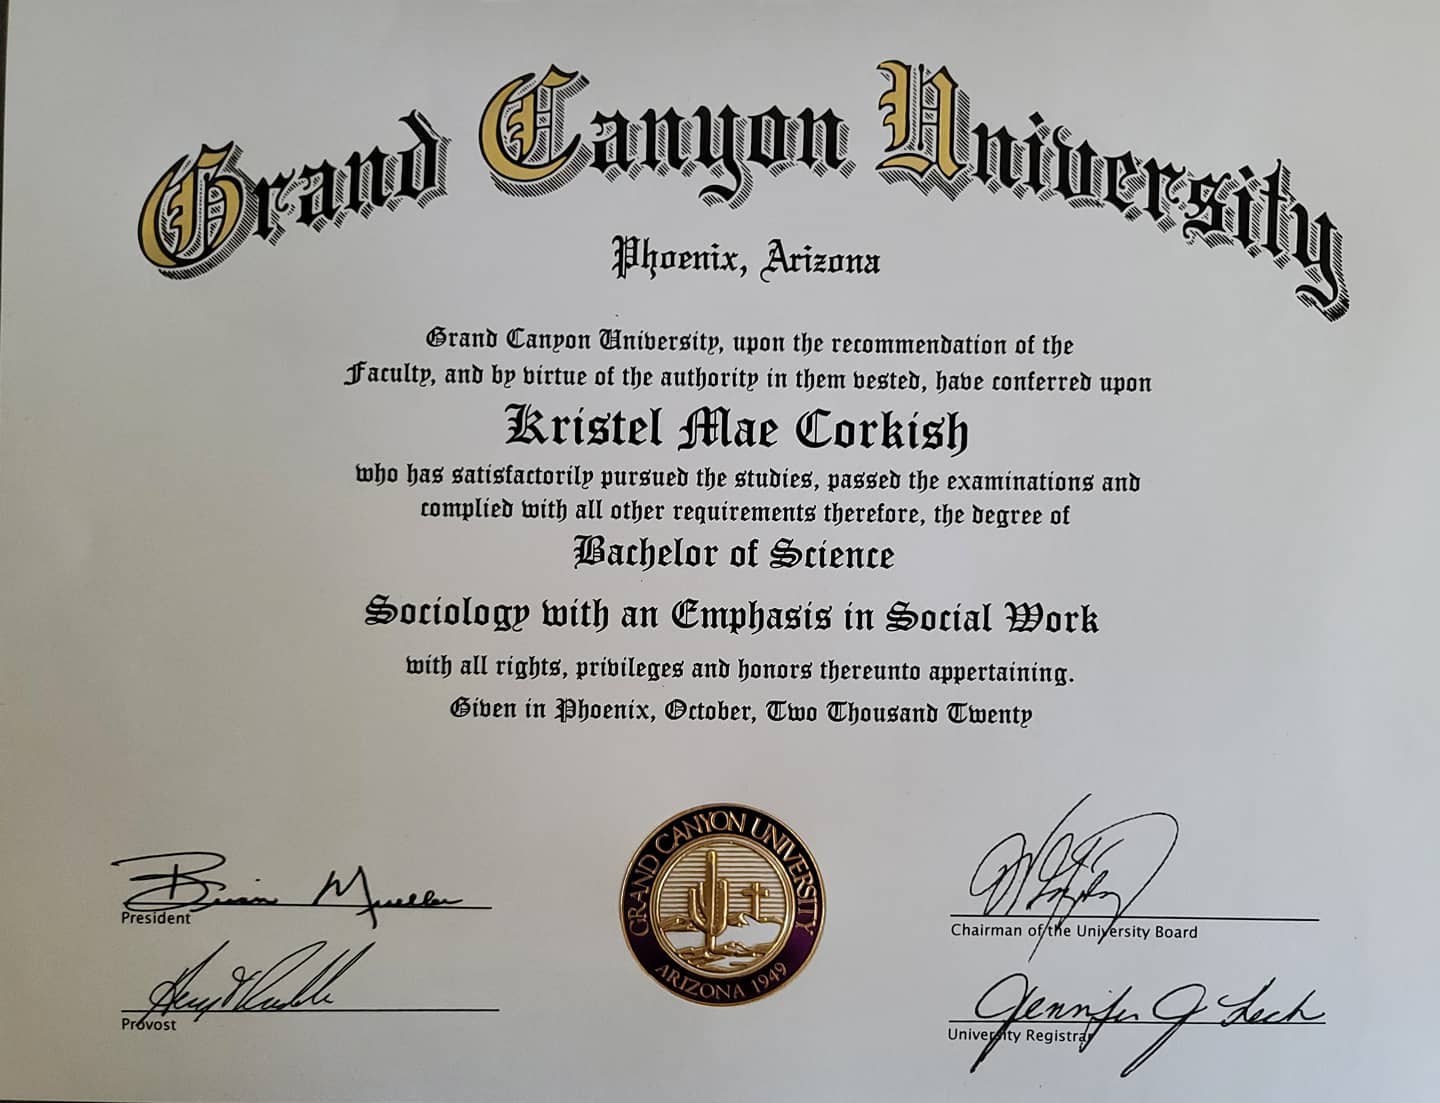 Grand Canyon University
Phoenix, Arizona
Grand Canyon University, upon the recommendation of the
Faculty, and by virtue of the authority in them vested, have conferred upon
Kristel Mae Corkish
who has satisfactorily pursued the studies, passed the examinations and
complied with all other requirements therefore, the degree of
Bachelor of Science
Sociology with an Emphasis in Social Work
with all rights, privileges and honors thereunto appertaining.
Given in Phoenix, October, Two Thousand Twenty
Brian Mueller
President
Provost
GRAND CANYON UNIVERSITY
ARIZONA 1949
Chairman of the University Board
Jennifer J Lech
University Registrar